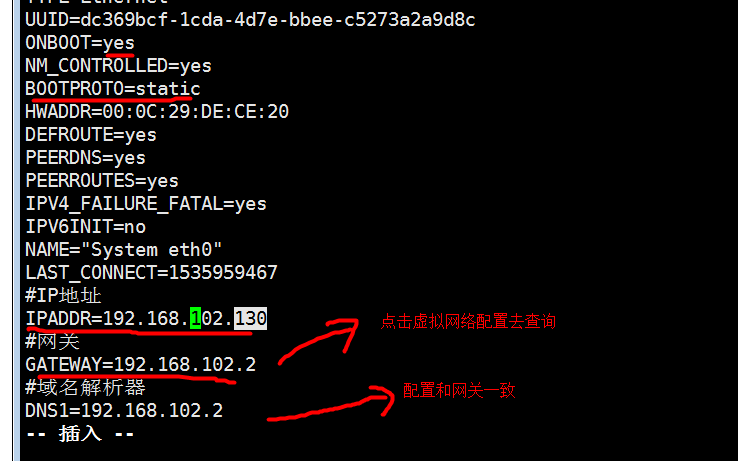 UUID=dc369bcf-1cda-4d7e-bbee-c5273a2a9d8c
ONBOOT=yes
NM_CONTROLLED=yes
BOOTPROTO=static
HWADDR=00:0C:29:DE:CE:20
DEFROUTE=yes
PEERDNS=yes
PEERROUTES=yes
IPV4_FAILURE_FATAL=yes
IPV6INIT=no
NAME="System eth0"
LAST_CONNECT=1535959467
#IP地址
IPADDR=192.168.102.130
点击虚拟网络配置去查询
#网关
GATEWAY=192.168.102.2
#域名解析器
配置和网关一致
DNS1=192.168.102.2
-- 插入 --